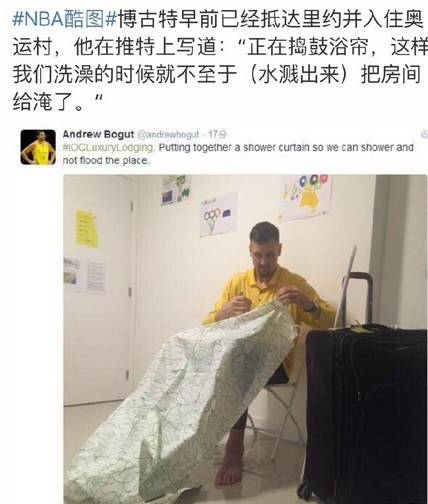 #NBA酷图#博古特早前已经抵达里约并入住奥
运村，他在推特上写道：“正在捣鼓浴帘，这样
我们洗澡的时候就不至于（水溅出来）把房间
给淹了。“
Andrew Bogut @andrewbogut · 17分
#IOCLuxuryLodging. Putting together a shower curtain so we can shower and
not flood the place.